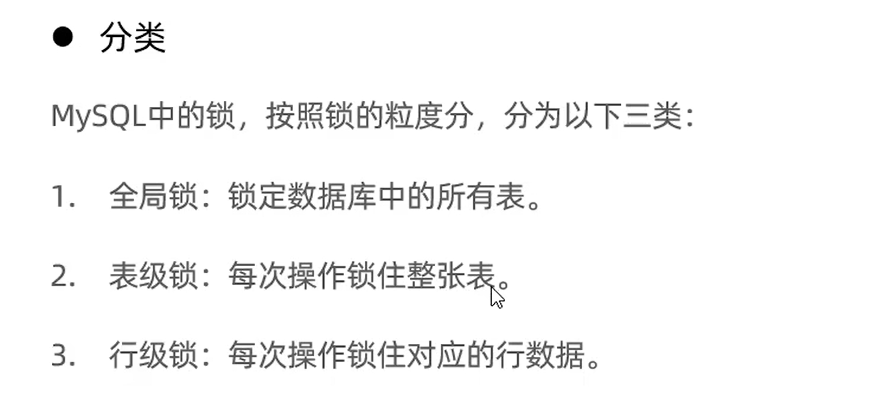 ● 分类
MySQL中的锁，按照锁的粒度分，分为以下三类：
1. 全局锁：锁定数据库中的所有表。
2. 表级锁：每次操作锁住整张表。
3. 行级锁：每次操作锁住对应的行数据。